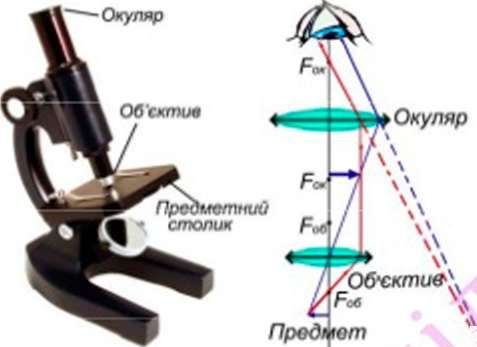 Окуляр
Об'єктив
Предметний
столик
Fок
Окуляр
Fок
Fоб
Об'єктив
Fоб
Предмет